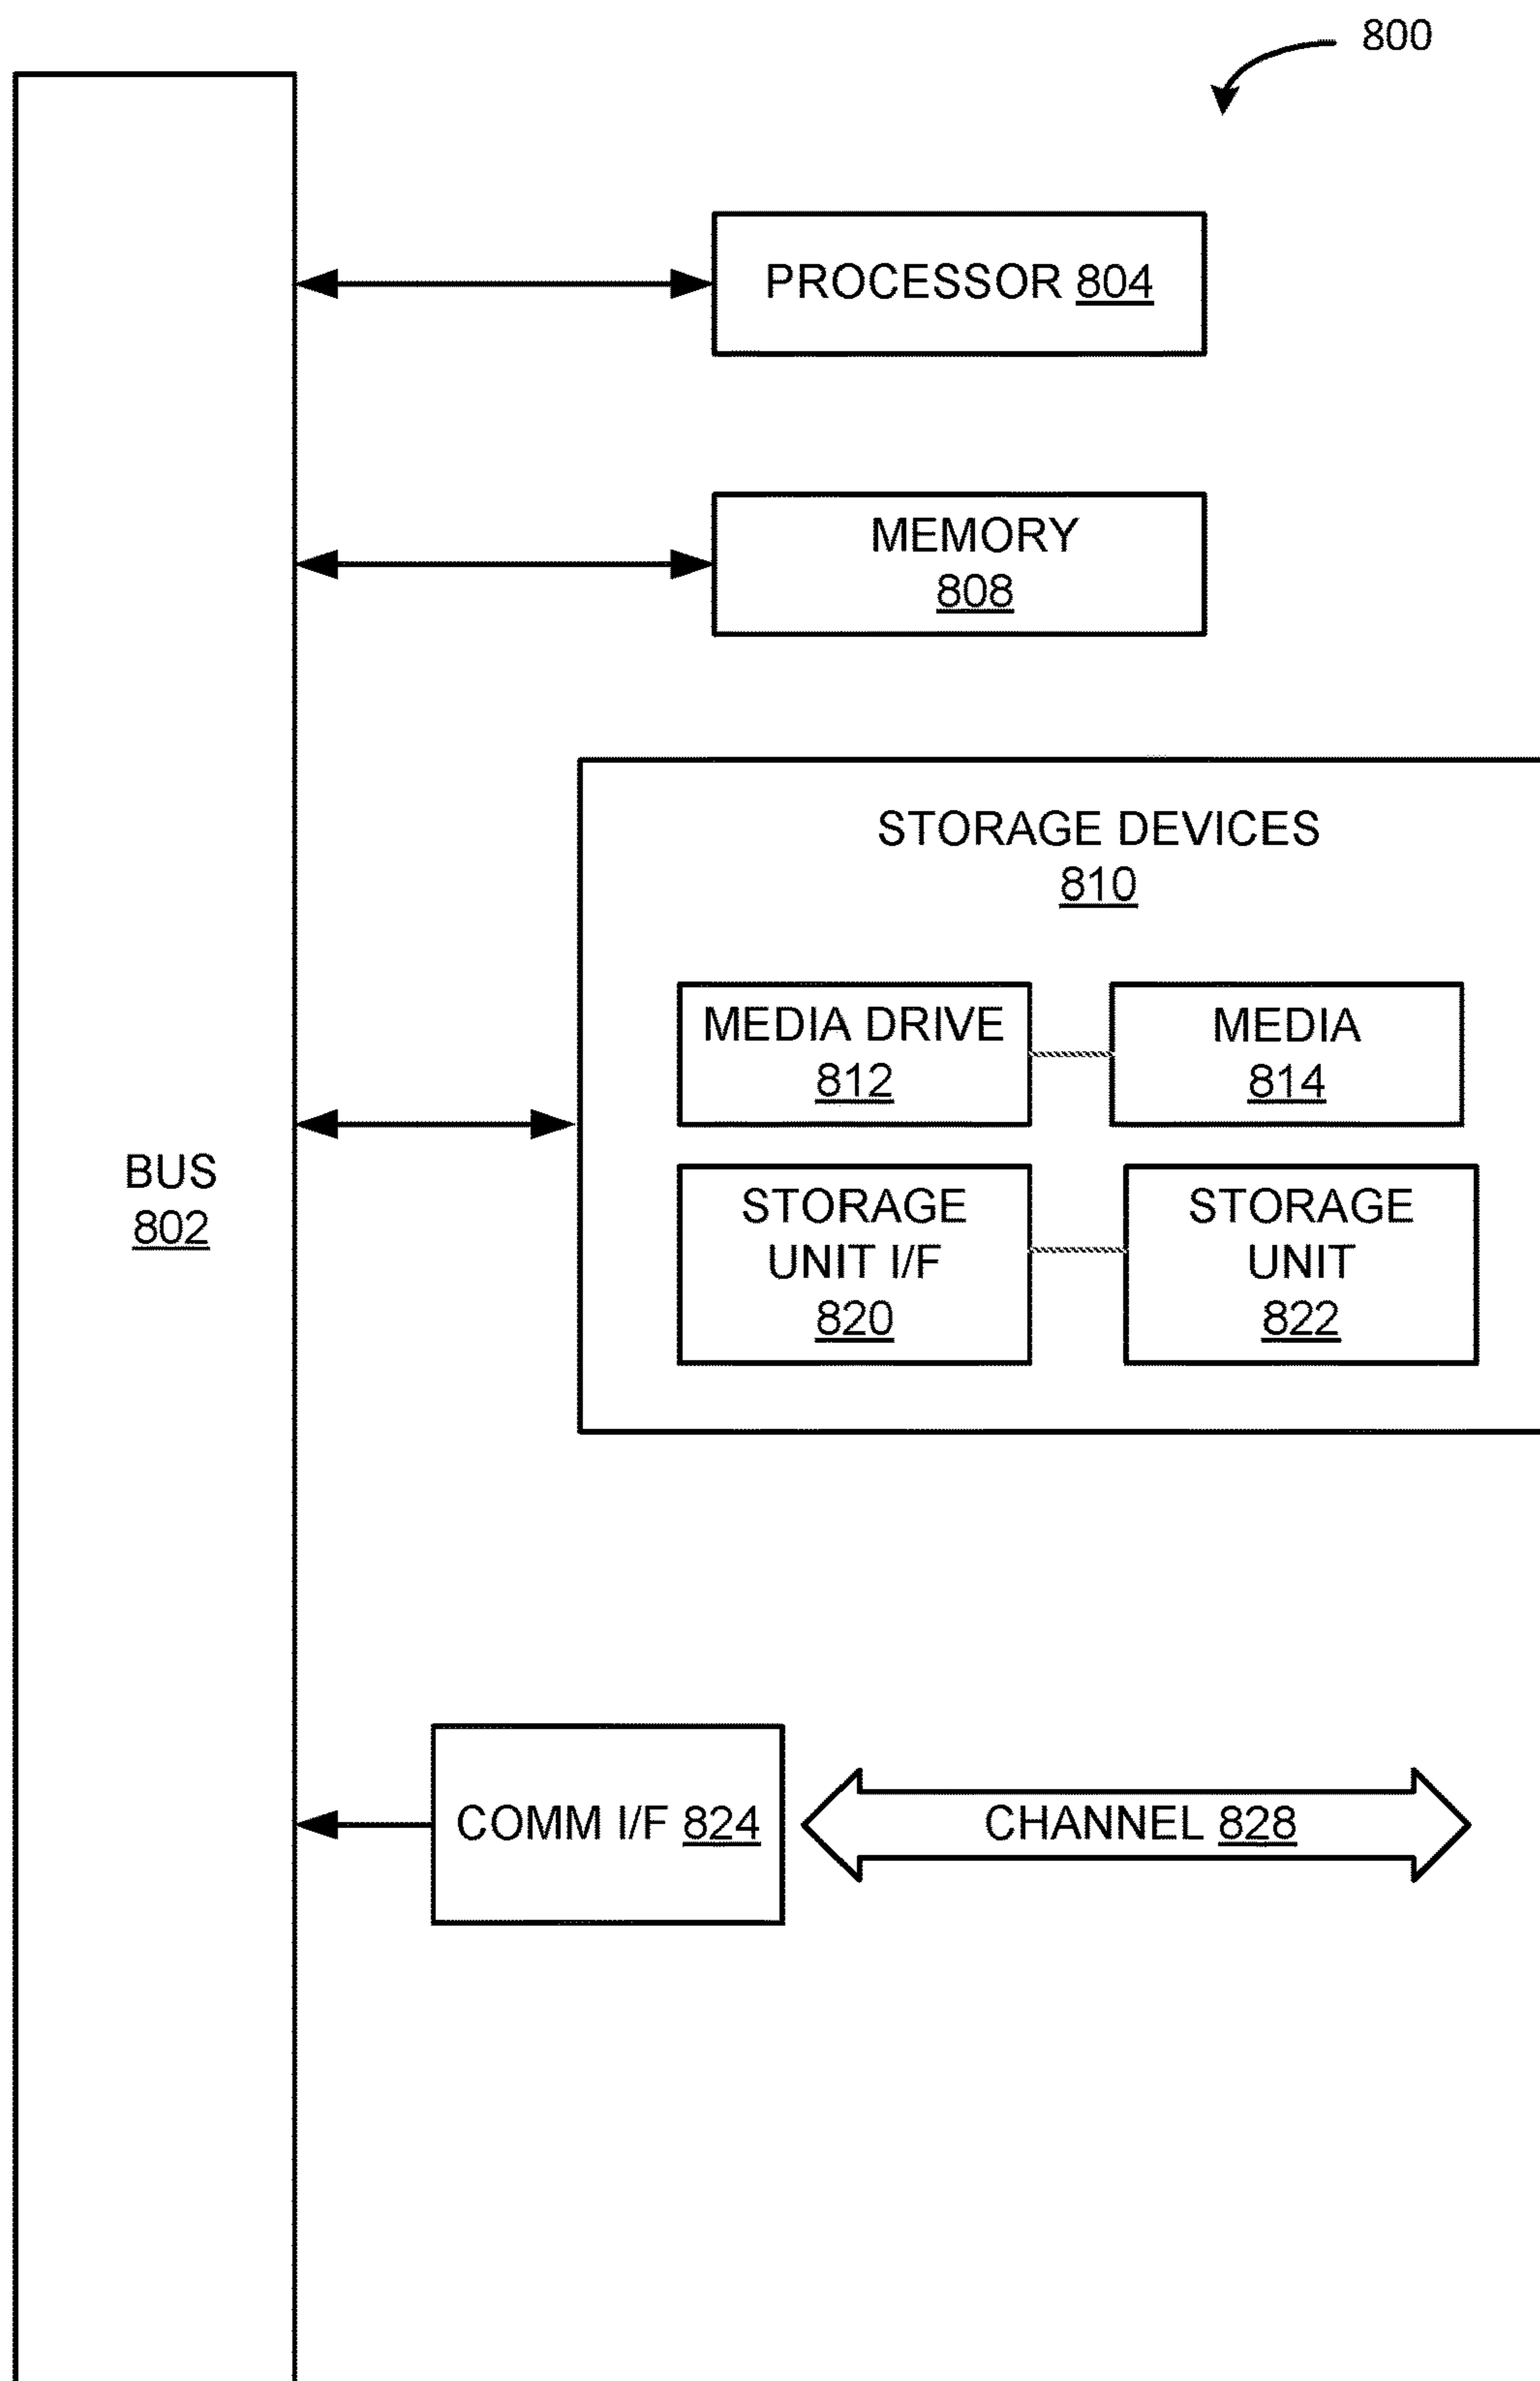 800
PROCESSOR 804
MEMORY
808
STORAGE DEVICES
810
MEDIA DRIVE
812
MEDIA
814
BUS
802
STORAGE
UNIT I/F
820
STORAGE
UNIT
822
COMM I/F 824
CHANNEL 828